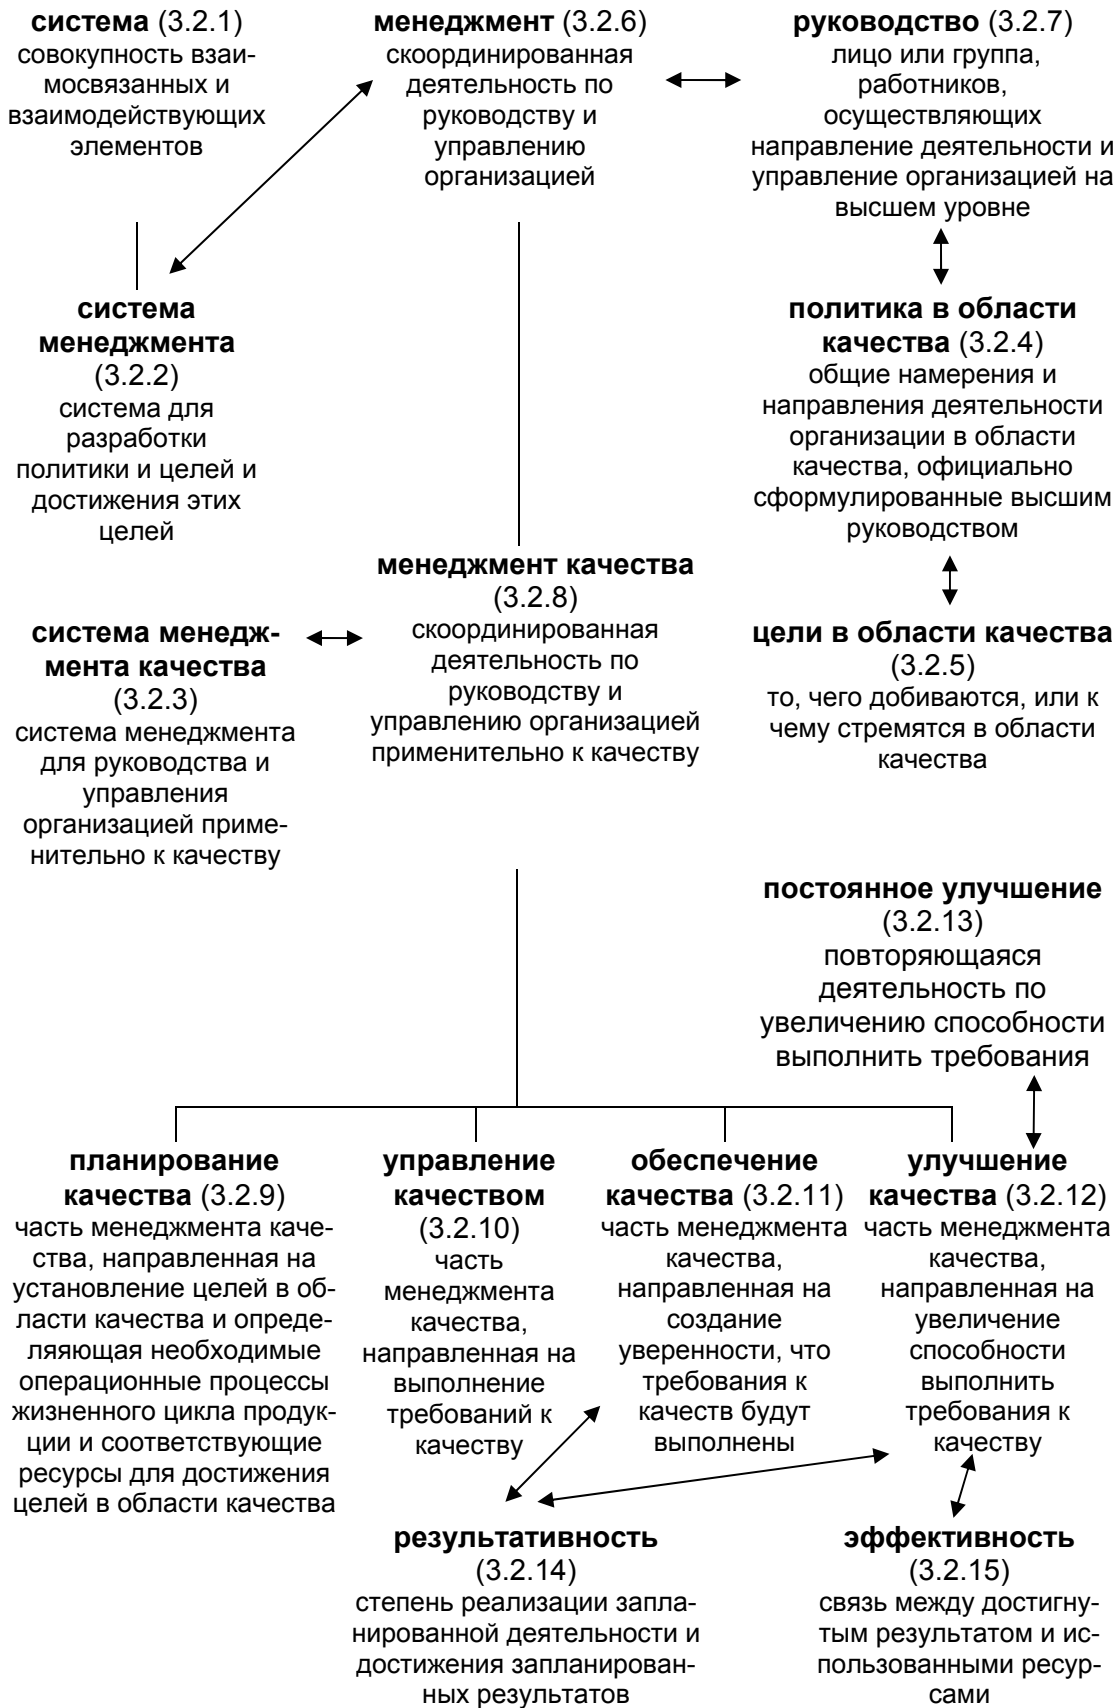 система (3.2.1)
совокупность взаи-
мосвязанных и
взаимодействующих
элементов
менеджмент (3.2.6)
скоординированная
деятельность по
руководству и
управлению
организацией
руководство (3.2.7)
лицо или группа,
работников,
осуществляющих
направление деятельности и
управление организацией на
высшем уровне
система
менеджмента
(3.2.2)
система для
разработки
политики и целей и
достижения этих
целей
политика в области
качества (3.2.4)
общие намерения и
направления деятельности
организации в области
качества, официально
сформулированные высшим
руководством
менеджмент качества
(3.2.8)
скоординированная
деятельность по
руководству и
управлению организацией
применительно к качеству
система менедж-
мента качества
(3.2.3)
система менеджмента
для руководства и
управления
организацией приме-
нительно к качеству
цели в области качества
(3.2.5)
то, чего добиваются, или к
чему стремятся в области
качества
постоянное улучшение
(3.2.13)
повторяющаяся
деятельность по
увеличению способности
выполнить требования
планирование
качества (3.2.9)
часть менеджмента каче-
ства, направленная на
установление целей в об-
ласти качества и опреде-
ляяющая необходимые
операционные процессы
жизненного цикла продук-
ции и соответствующие
ресурсы для достижения
целей в области качества
управление
качеством
(3.2.10)
часть
менеджмента
качества,
направленная на
выполнение
требований к
качеству
обеспечение
качества (3.2.11)
часть менеджмента
качества,
направленная на
создание
уверенности, что
требования к
качеств будут
выполнены
улучшение
качества (3.2.12)
часть менеджмента
качества,
направленная на
увеличение
способности
выполнить
требования к
качеству
результативность
(3.2.14)
степень реализации запла-
нированной деятельности и
достижения запланирован-
ных результатов
эффективность
(3.2.15)
связь между достигну-
тым результатом и ис-
пользованными ресур-
сами